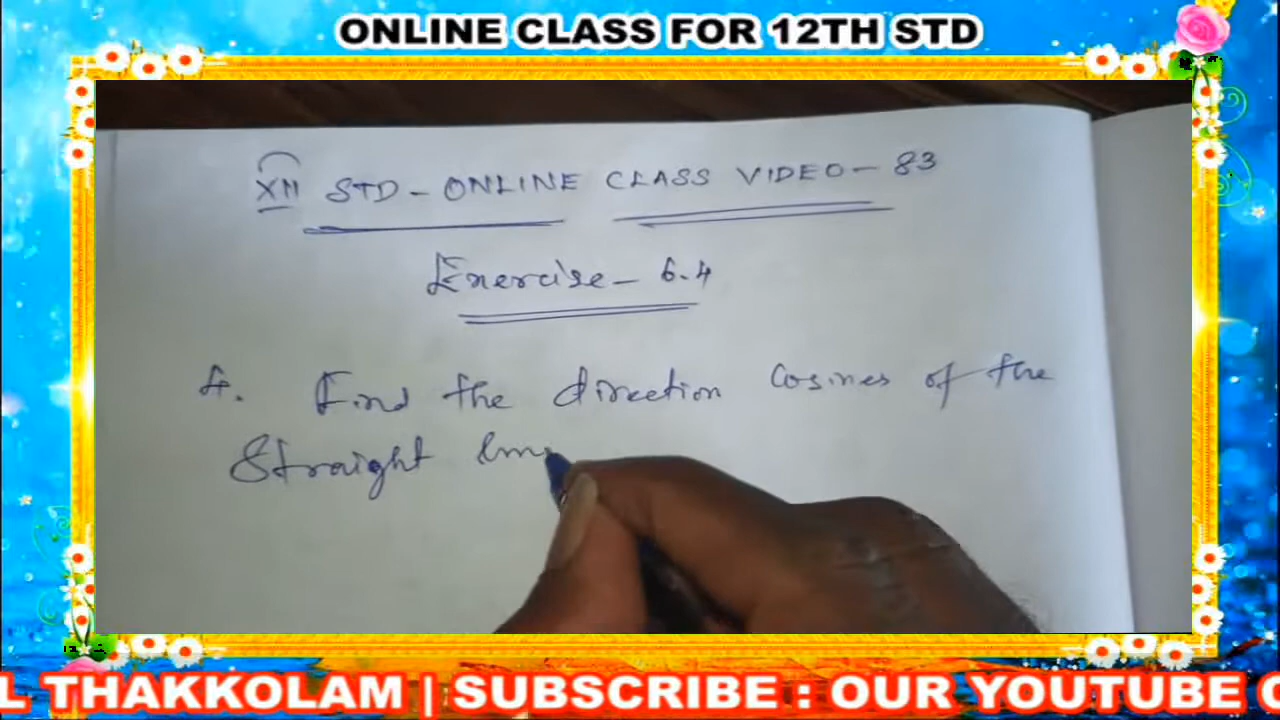 ONLINE CLASS FOR 12TH STD
XII STD - ONLINE CLASS VIDEO - 83
Exercise - 6.4
4. Find the direction Cosines of the
Straight
L THAKKOLAM | SUBSCRIBE : OUR YOUTUBE